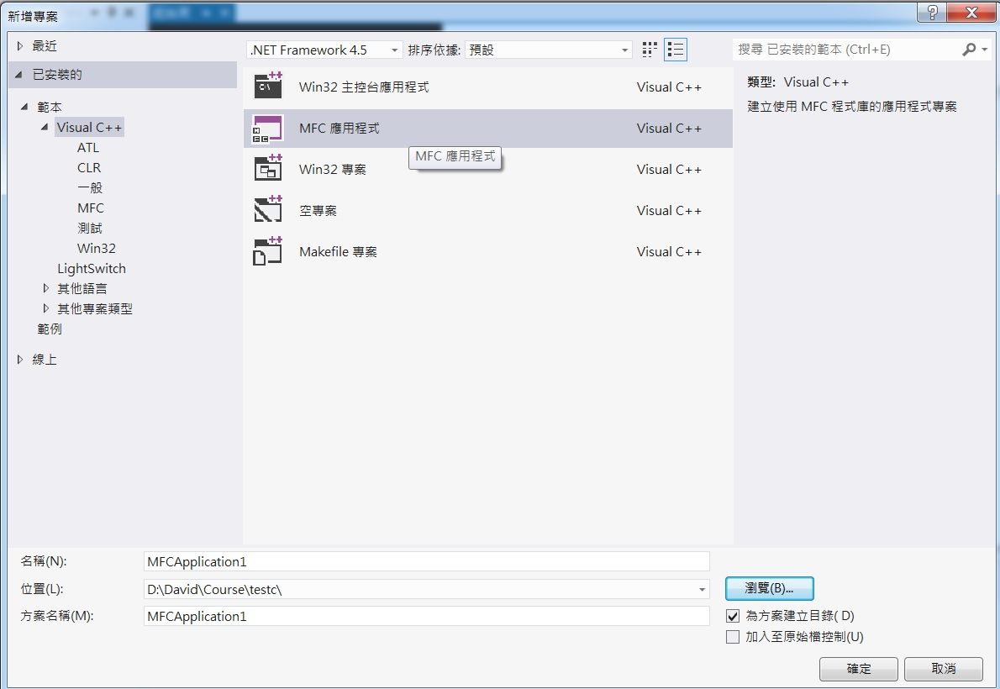 新增專案
最近
已安裝的
範本
Visual C++
ATL
CLR
一般
MFC
測試
Win32
LightSwitch
其他語言
其他專案類型
範例
線上
.NET Framework 4.5
排序依據: 預設
Win32 主控台應用程式 Visual C++
MFC 應用程式 Visual C++
MFC 應用程式
Win32 專案 Visual C++
空專案 Visual C++
Makefile 專案 Visual C++
搜尋 已安裝的範本 (Ctrl+E)
類型: Visual C++
建立使用 MFC 程式庫的應用程式專案
名稱(N): MFCApplication1
位置(L): D:\David\Course\testc\
瀏覽(B)...
方案名稱(M): MFCApplication1
為方案建立目錄( D)
加入至原始檔控制(U)
確定
取消